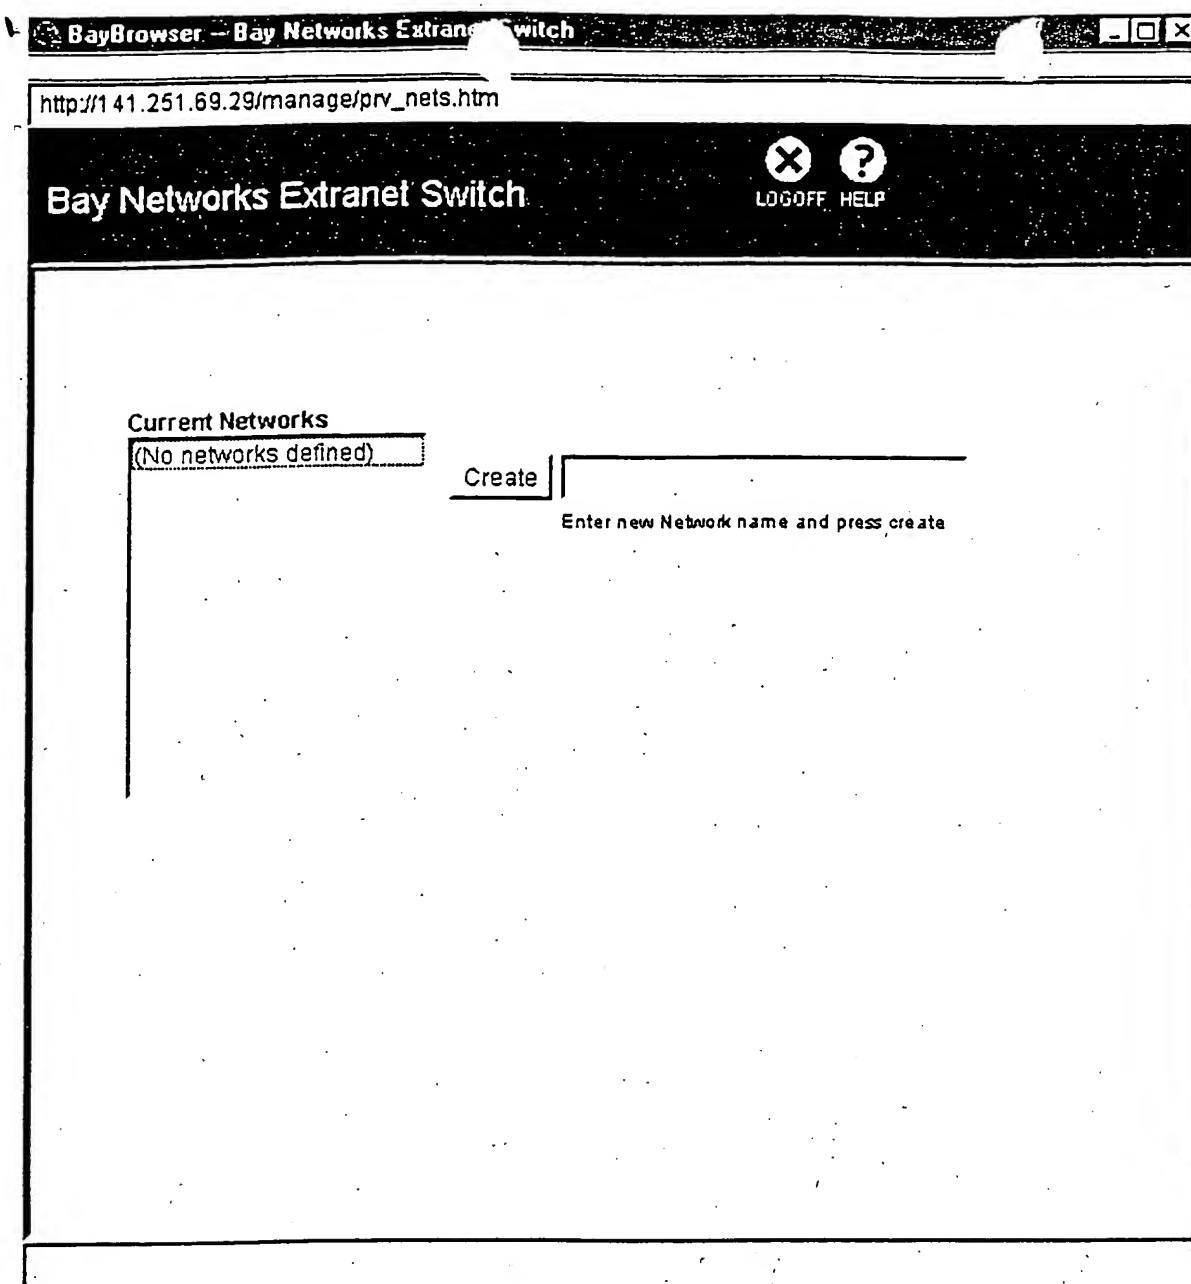 BayBrowser — Bay Networks Extrane Switch
http://141.251.69.29/manage/prv_nets.htm
Bay Networks Extranet Switch
LOGOFF HELP
Current Networks
(No networks defined)
Create
Enter new Network name and press create